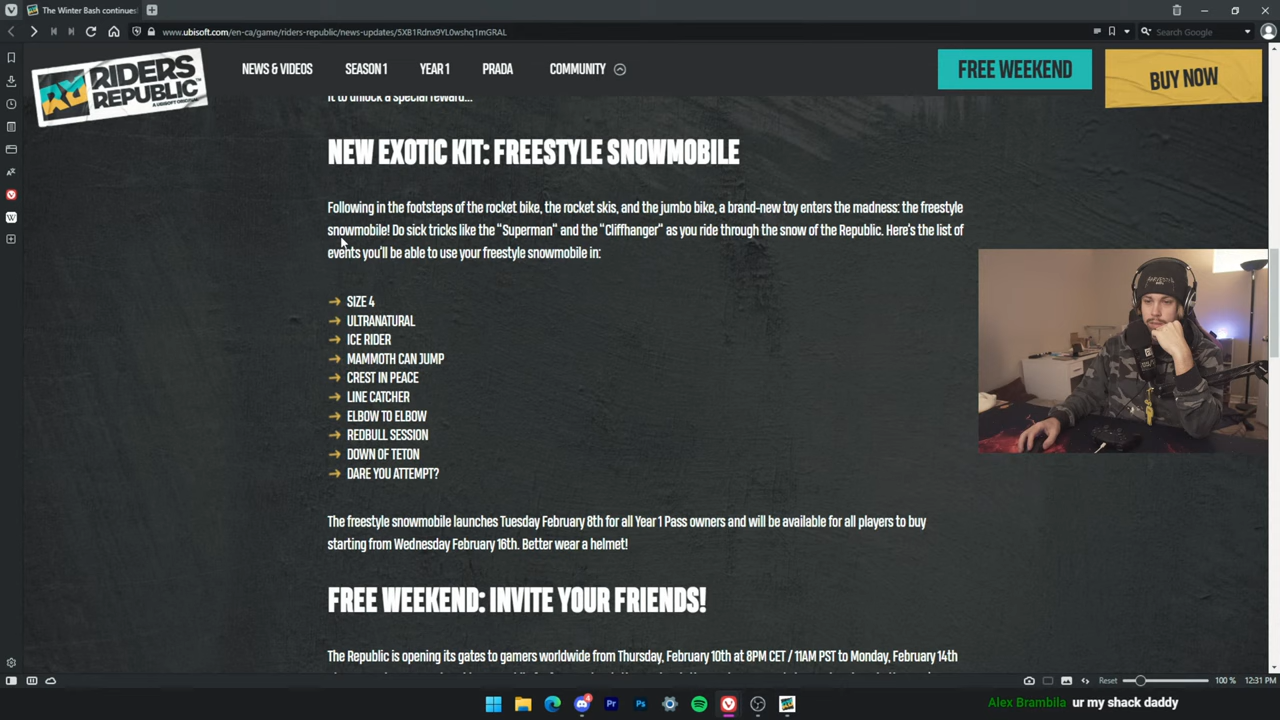 The Winter Bash continues
www.ubisoft.com/en-ca/game/riders-republic/news-updates/5XB1Rdnx9YL0wshq1mGRAL
Search Google
RIDERS
REPUBLIC
A UBISOFT ORIGINAL
NEWS & VIDEOS
SEASON 1
YEAR 1
PRADA
COMMUNITY
FREE WEEKEND
BUY NOW
it to unlock a special reward...
NEW EXOTIC KIT: FREESTYLE SNOWMOBILE
Following in the footsteps of the rocket bike, the rocket skis, and the jumbo bike, a brand-new toy enters the madness: the freestyle
snowmobile! Do sick tricks like the "Superman" and the "Cliffhanger" as you ride through the snow of the Republic. Here's the list of
events you'll be able to use your freestyle snowmobile in:
→ SIZE 4
→ ULTRANATURAL
→ ICE RIDER
→ MAMMOTH CAN JUMP
→ CREST IN PEACE
→ LINE CATCHER
→ ELBOW TO ELBOW
→ REDBULL SESSION
→ DOWN OF TETON
→ DARE YOU ATTEMPT?
The freestyle snowmobile launches Tuesday February 8th for all Year 1 Pass owners and will be available for all players to buy
starting from Wednesday February 16th. Better wear a helmet!
FREE WEEKEND: INVITE YOUR FRIENDS!
The Republic is opening its gates to gamers worldwide from Thursday, February 10th at 8PM CET / 11AM PST to Monday, February 14th
Reset
100 %
12:31 PM
Alex Brambila ur my shack daddy